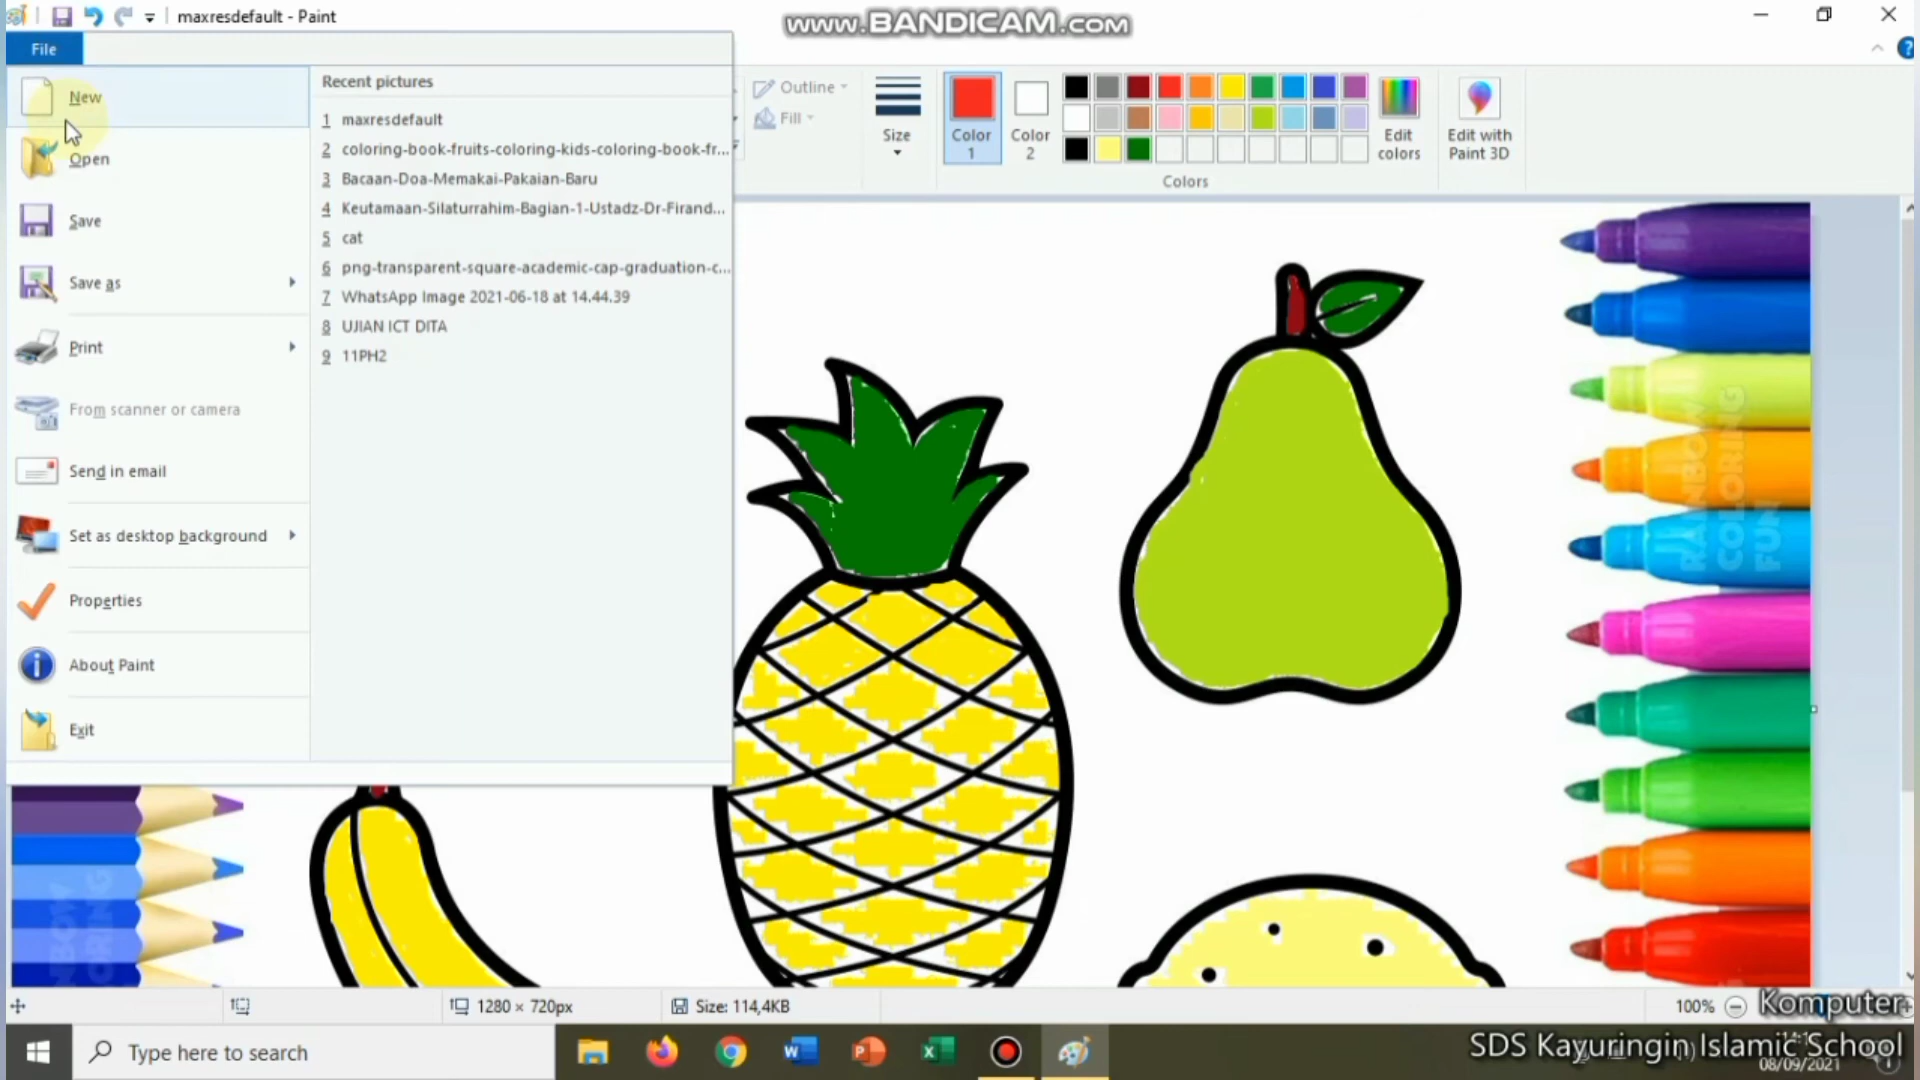 maxresdefault - Paint
www.BANDICAM.com
File
New
Open
Save
Save as
Print
From scanner or camera
Send in email
Set as desktop background
Properties
About Paint
Exit
Recent pictures
1 maxresdefault
2 coloring-book-fruits-coloring-kids-coloring-book-fr...
3 Bacaan-Doa-Memakai-Pakaian-Baru
4 Keutamaan-Silaturrahim-Bagian-1-Ustadz-Dr-Firand...
5 cat
6 png-transparent-square-academic-cap-graduation-c...
7 WhatsApp Image 2021-06-18 at 14.44.39
8 UJIAN ICT DITA
9 11PH2
Outline
Fill
Size
Color 1
Color 2
Edit colors
Edit with Paint 3D
Colors
RAINBOW
COLORING
FUN
1280 × 720px
Size: 114,4KB
100%
Komputer
Type here to search
SDS Kayuringin Islamic School
08/09/2021